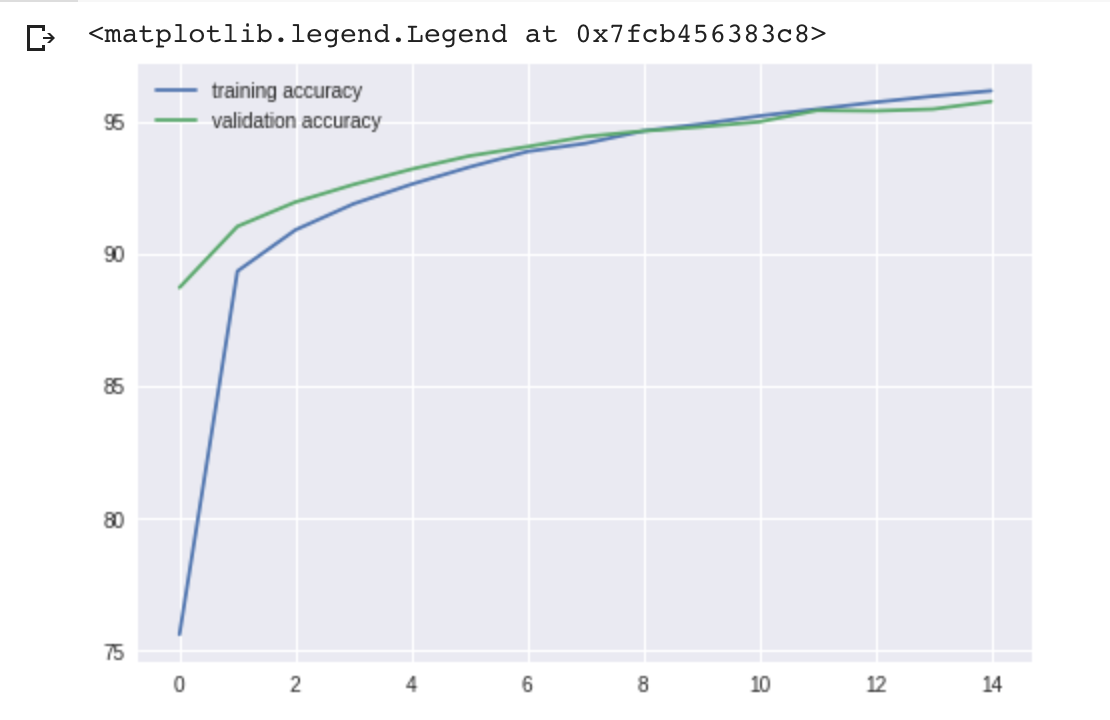 <matplotlib.legend.Legend at 0x7fcb456383c8>
training accuracy
validation accuracy
95
90
85
80
75
0 2 4 6 8 10 12 14